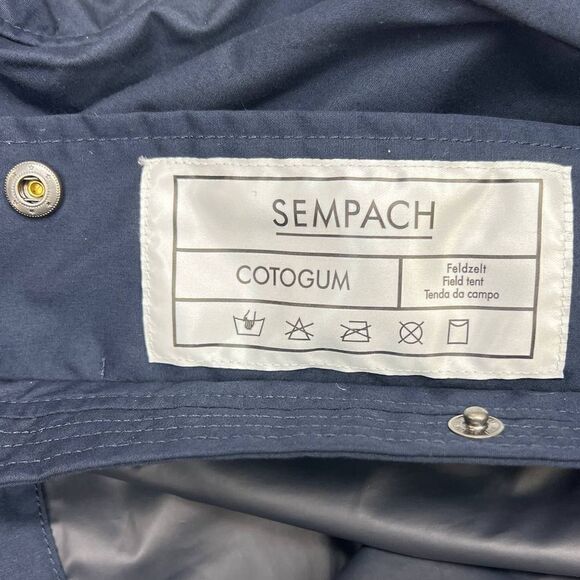 SEMPACH
COTOGUM
Feldzelt
Field tent
Tenda da campo